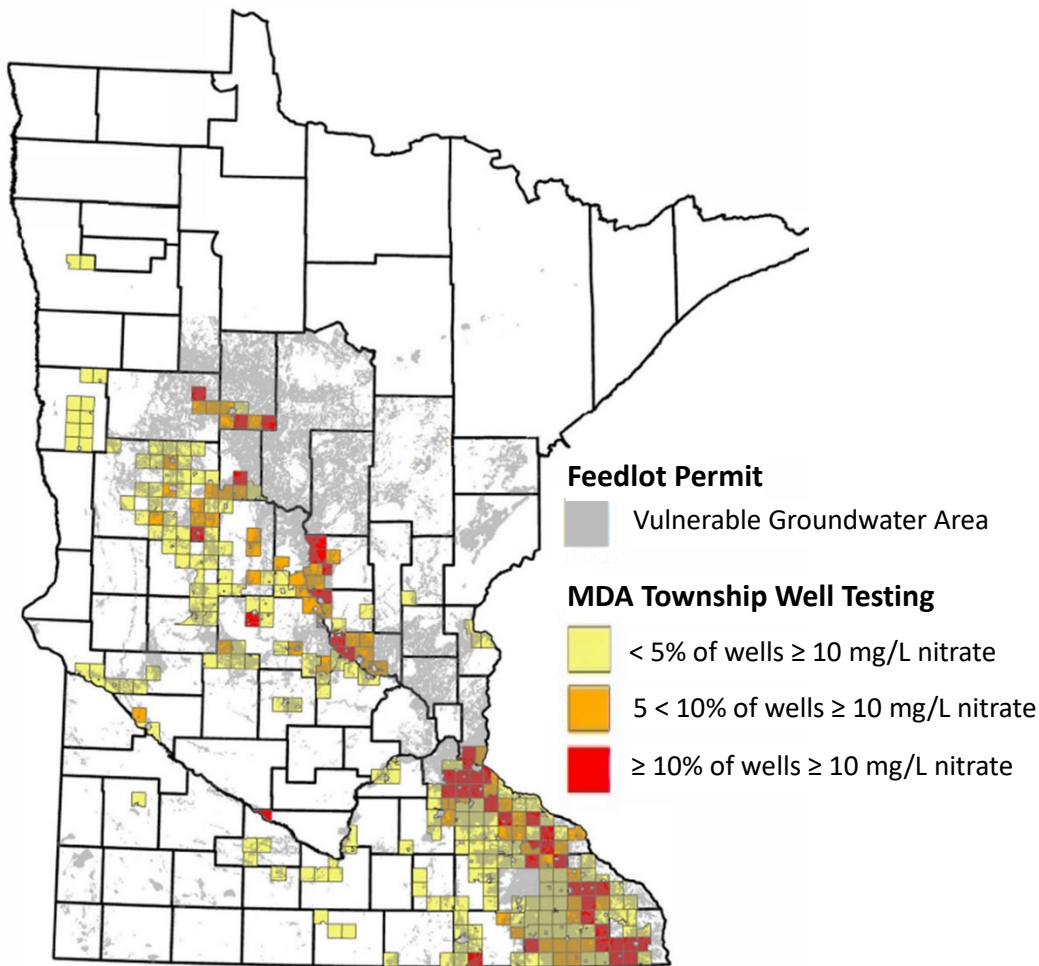 Feedlot Permit
Vulnerable Groundwater Area
MDA Township Well Testing
< 5% of wells ≥ 10 mg/L nitrate
5 < 10% of wells ≥ 10 mg/L nitrate
≥ 10% of wells ≥ 10 mg/L nitrate